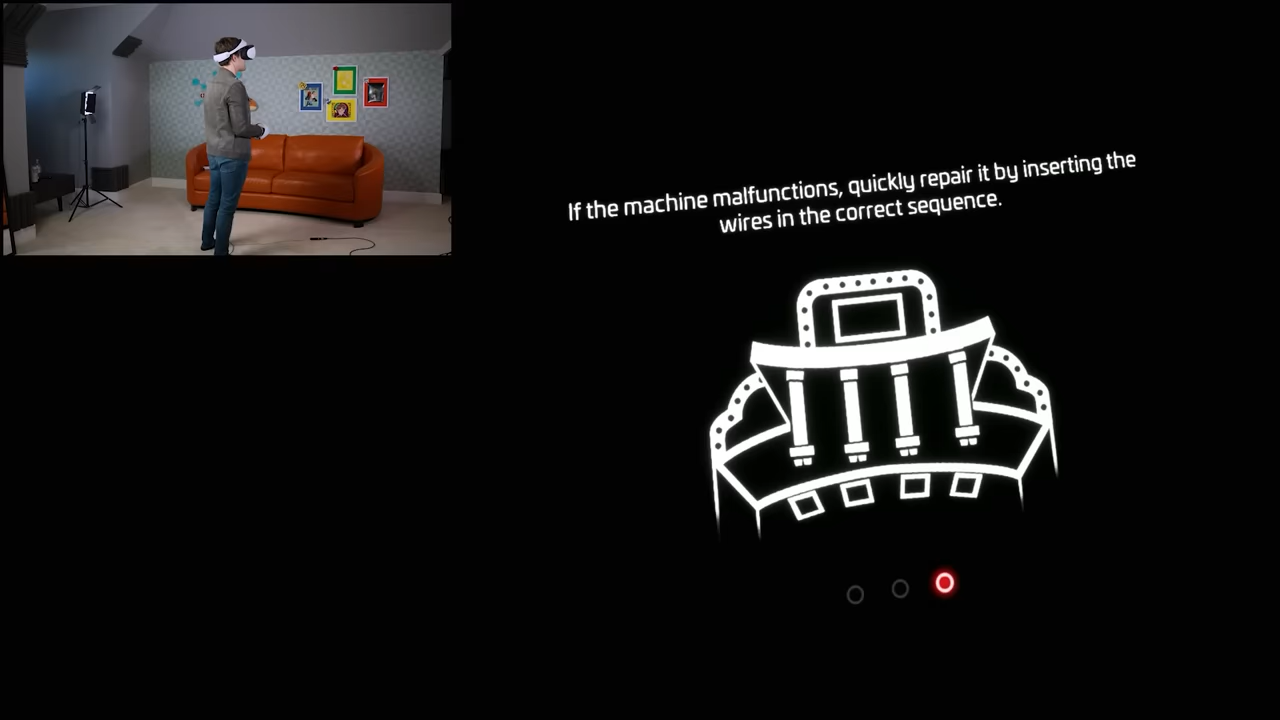 If the machine malfunctions, quickly repair it by inserting the
wires in the correct sequence.